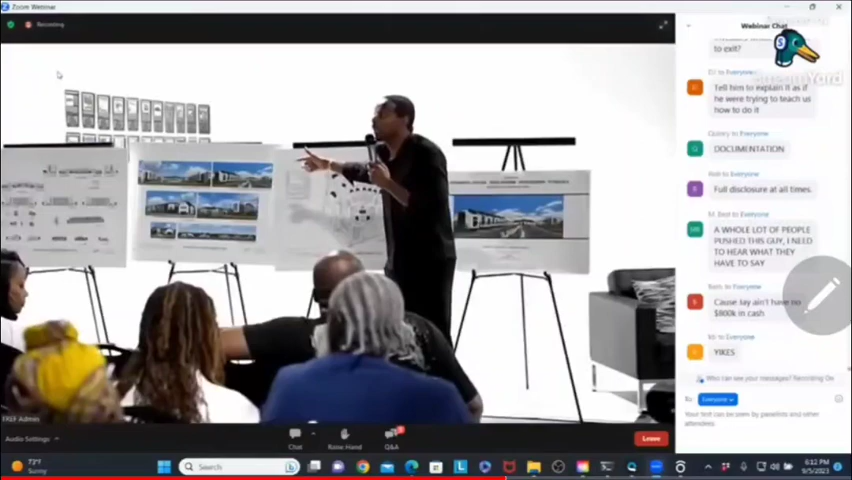 Zoom Webinar
Recording
Webinar Chat
to exit?
to Everyone
Tell him to explain it as if
he were trying to teach us
how to do it
to Everyone
DOCUMENTATION
to Everyone
Full disclosure at all times.
to Everyone
A WHOLE LOT OF PEOPLE
PUSHED THIS GUY, I NEED
TO HEAR WHAT THEY
HAVE TO SAY
to Everyone
Cause Jay ain't have no
$800k in cash
to Everyone
YIKES
Who can see your messages? Recording On
To: Everyone
Your text can be seen by panelists and other
attendees
EREF Admin
Audio Settings
Chat
Raise Hand
Q&A
Leave
73°F
Sunny
Search
6:12 PM
9/5/2023